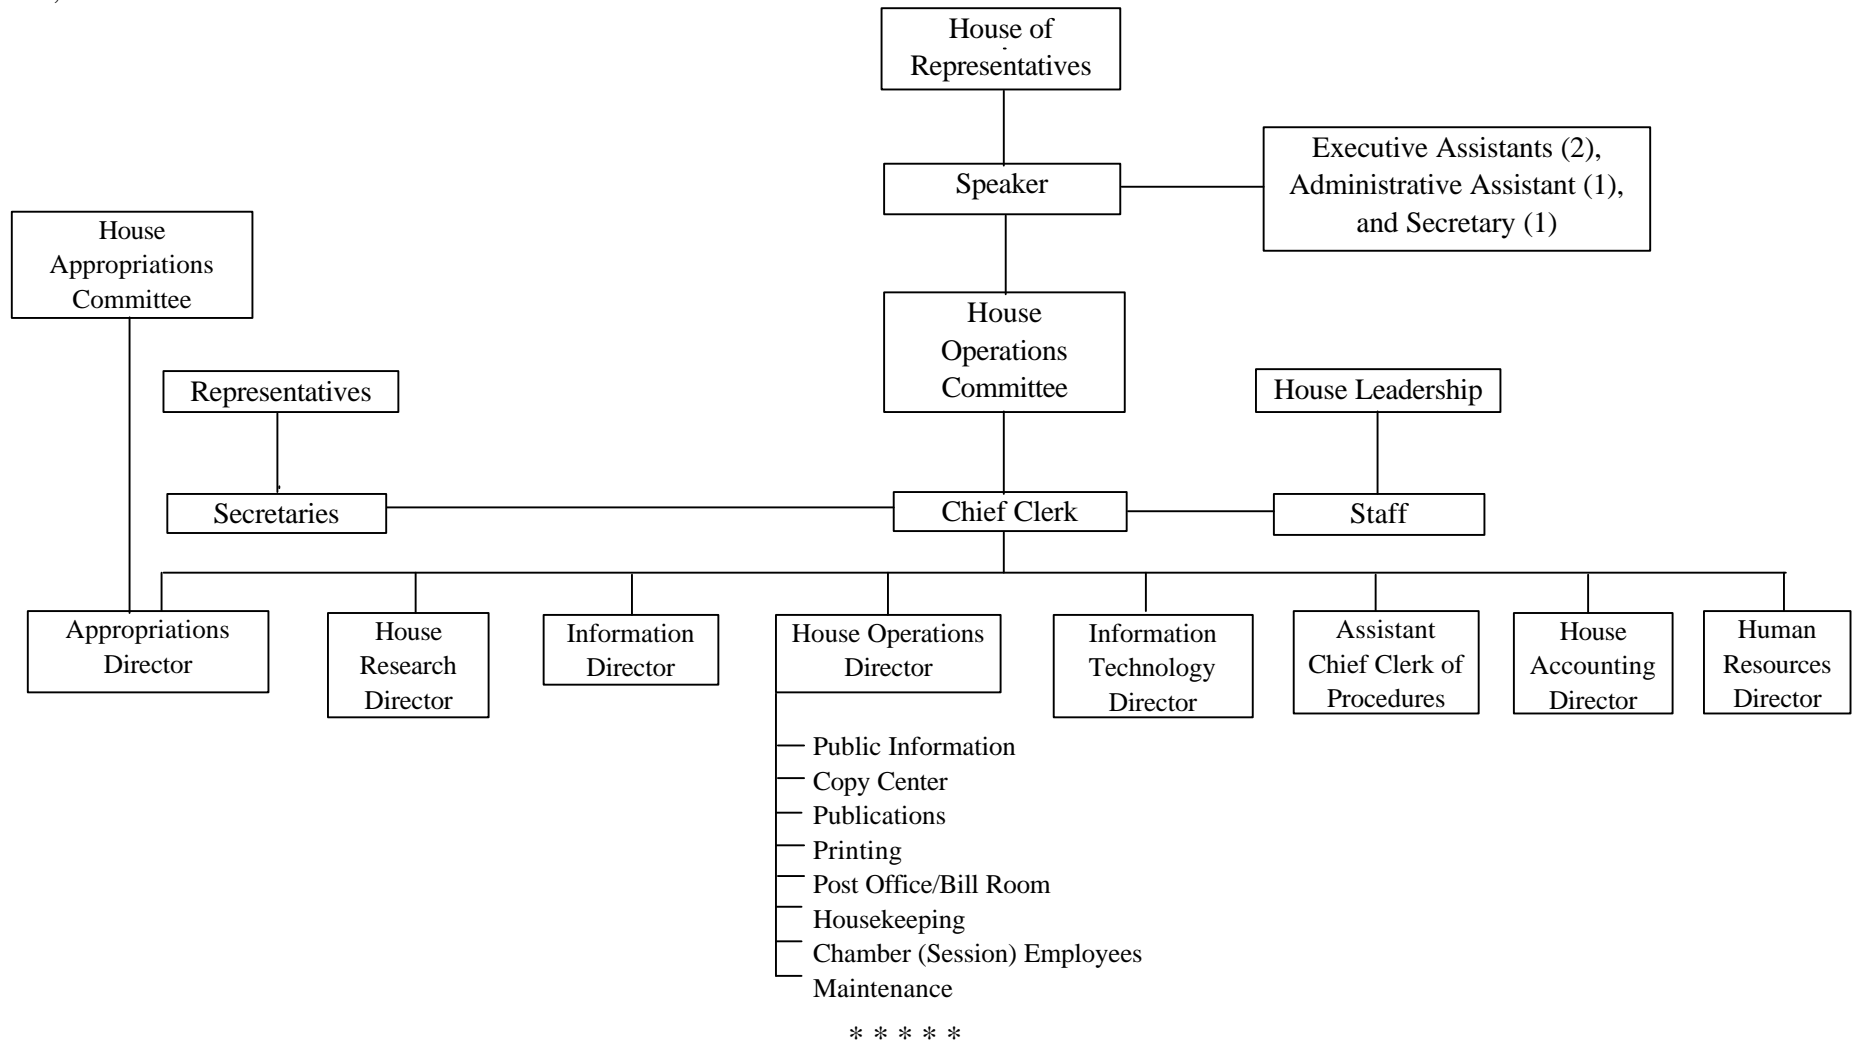 House of
Representatives
Executive Assistants (2),
Administrative Assistant (1),
and Secretary (1)
Speaker
House
Appropriations
Committee
House
Operations
Committee
Representatives
House Leadership
Secretaries
Chief Clerk
Staff
Appropriations
Director
House
Research
Director
Information
Director
House Operations
Director
Information
Technology
Director
Assistant
Chief Clerk of
Procedures
House
Accounting
Director
Human
Resources
Director
Public Information
Copy Center
Publications
Printing
Post Office/Bill Room
Housekeeping
Chamber (Session) Employees
Maintenance
* * * * *